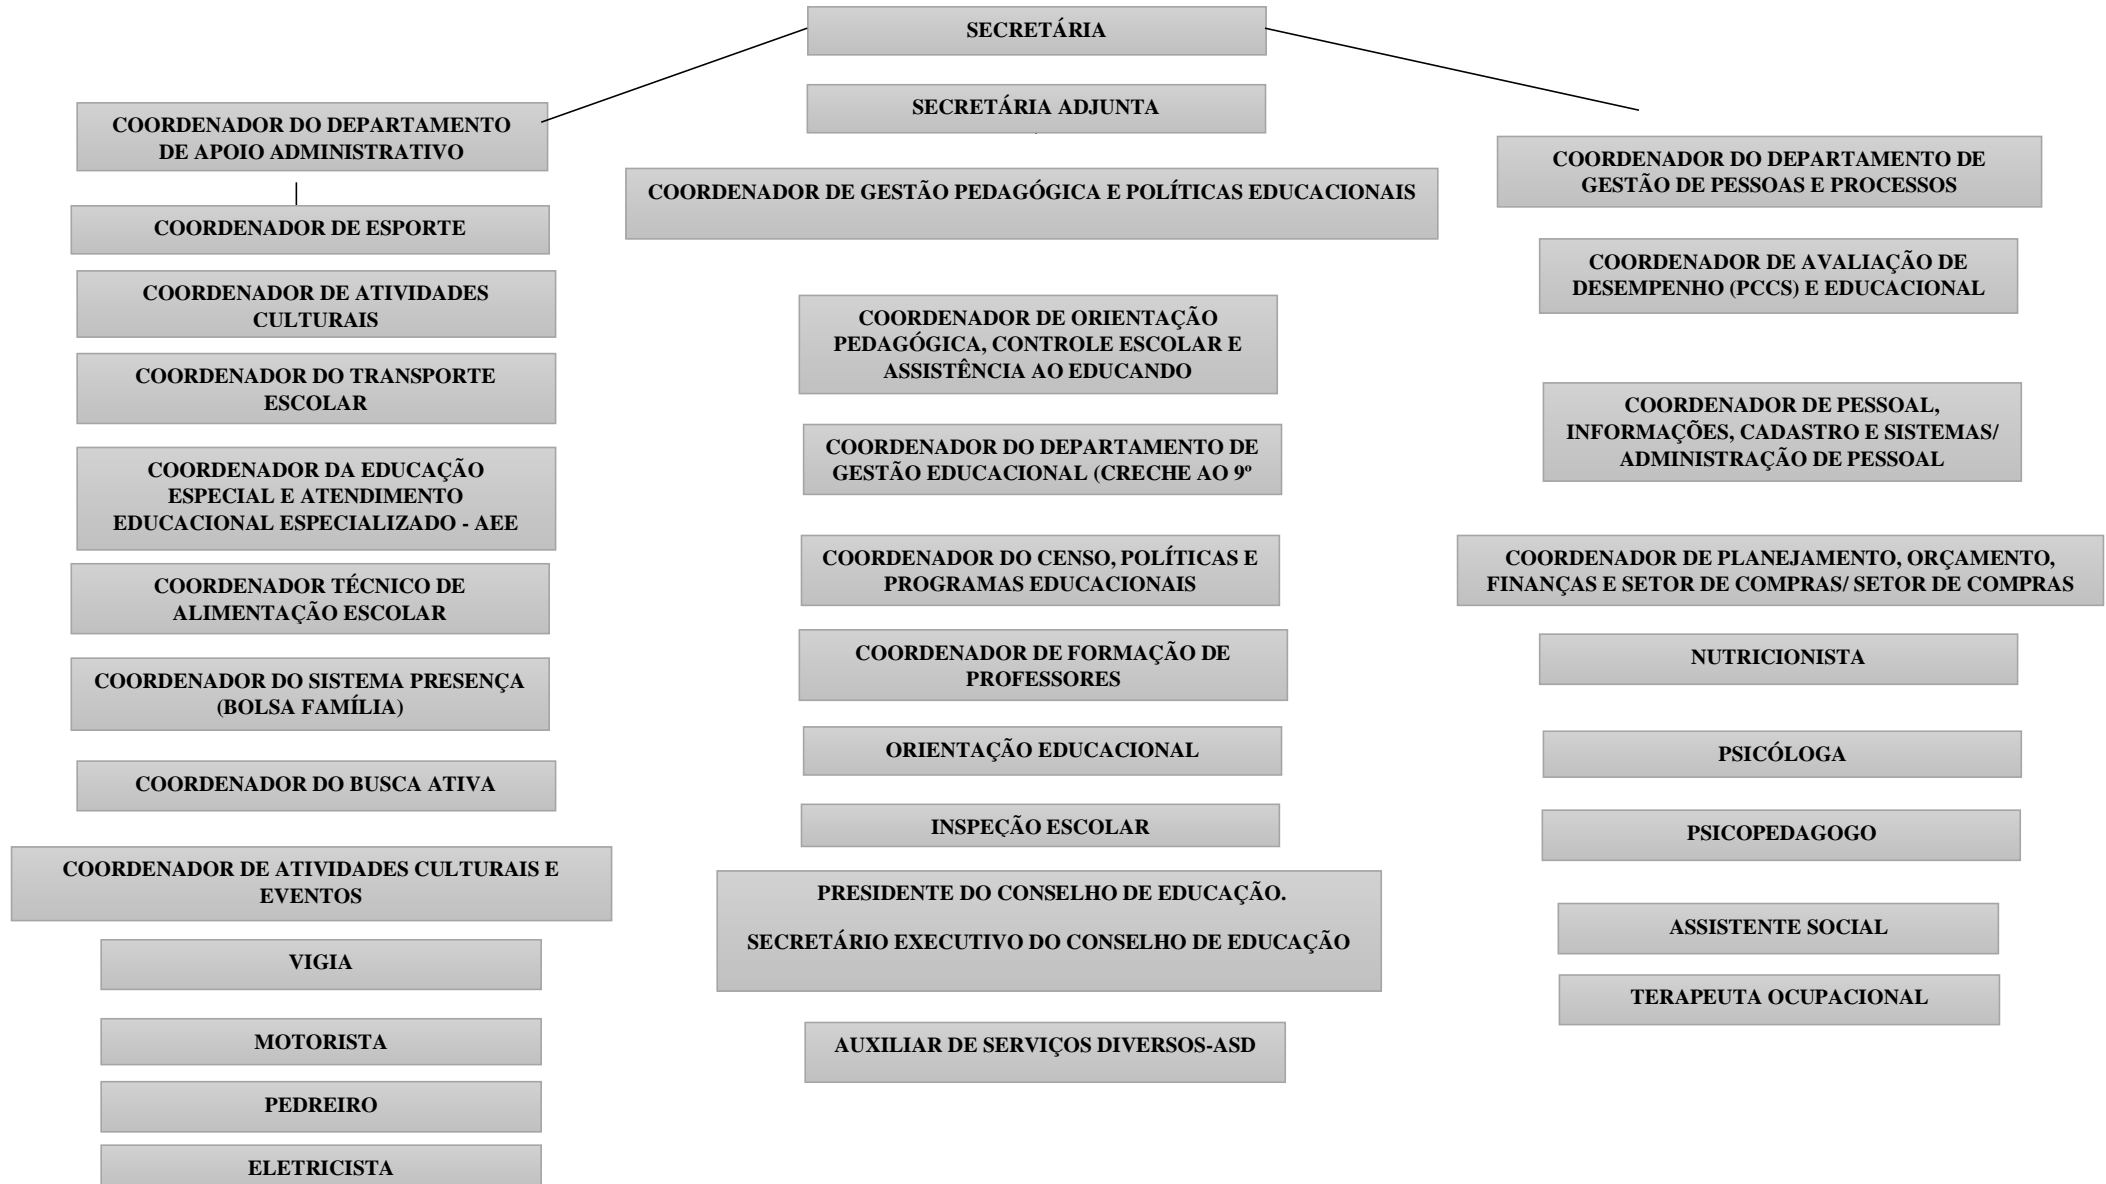 SECRETÁRIA
SECRETÁRIA ADJUNTA
COORDENADOR DO DEPARTAMENTO
DE APOIO ADMINISTRATIVO
COORDENADOR DE ESPORTE
COORDENADOR DE ATIVIDADES
CULTURAIS
COORDENADOR DO TRANSPORTE
ESCOLAR
COORDENADOR DA EDUCAÇÃO
ESPECIAL E ATENDIMENTO
EDUCACIONAL ESPECIALIZADO - AEE
COORDENADOR TÉCNICO DE
ALIMENTAÇÃO ESCOLAR
COORDENADOR DO SISTEMA PRESENÇA
(BOLSA FAMÍLIA)
COORDENADOR DO BUSCA ATIVA
COORDENADOR DE ATIVIDADES CULTURAIS E
EVENTOS
VIGIA
MOTORISTA
PEDREIRO
ELETRICISTA
COORDENADOR DE GESTÃO PEDAGÓGICA E POLÍTICAS EDUCACIONAIS
COORDENADOR DE ORIENTAÇÃO
PEDAGÓGICA, CONTROLE ESCOLAR E
ASSISTÊNCIA AO EDUCANDO
COORDENADOR DO DEPARTAMENTO DE
GESTÃO EDUCACIONAL (CRECHE AO 9º
COORDENADOR DO CENSO, POLÍTICAS E
PROGRAMAS EDUCACIONAIS
COORDENADOR DE FORMAÇÃO DE
PROFESSORES
ORIENTAÇÃO EDUCACIONAL
INSPEÇÃO ESCOLAR
PRESIDENTE DO CONSELHO DE EDUCAÇÃO.
SECRETÁRIO EXECUTIVO DO CONSELHO DE EDUCAÇÃO
AUXILIAR DE SERVIÇOS DIVERSOS-ASD
COORDENADOR DO DEPARTAMENTO DE
GESTÃO DE PESSOAS E PROCESSOS
COORDENADOR DE AVALIAÇÃO DE
DESEMPENHO (PCCS) E EDUCACIONAL
COORDENADOR DE PESSOAL,
INFORMAÇÕES, CADASTRO E SISTEMAS/
ADMINISTRAÇÃO DE PESSOAL
COORDENADOR DE PLANEJAMENTO, ORÇAMENTO,
FINANÇAS E SETOR DE COMPRAS/ SETOR DE COMPRAS
NUTRICIONISTA
PSICÓLOGA
PSICOPEDAGOGO
ASSISTENTE SOCIAL
TERAPEUTA OCUPACIONAL